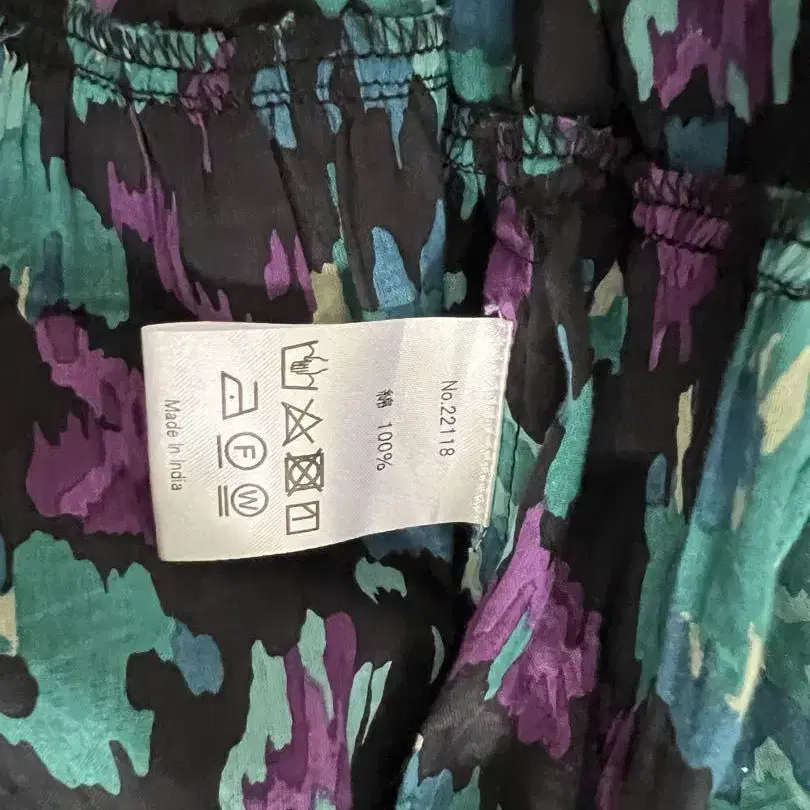 No.22118
綿 100%
F W
Made in India